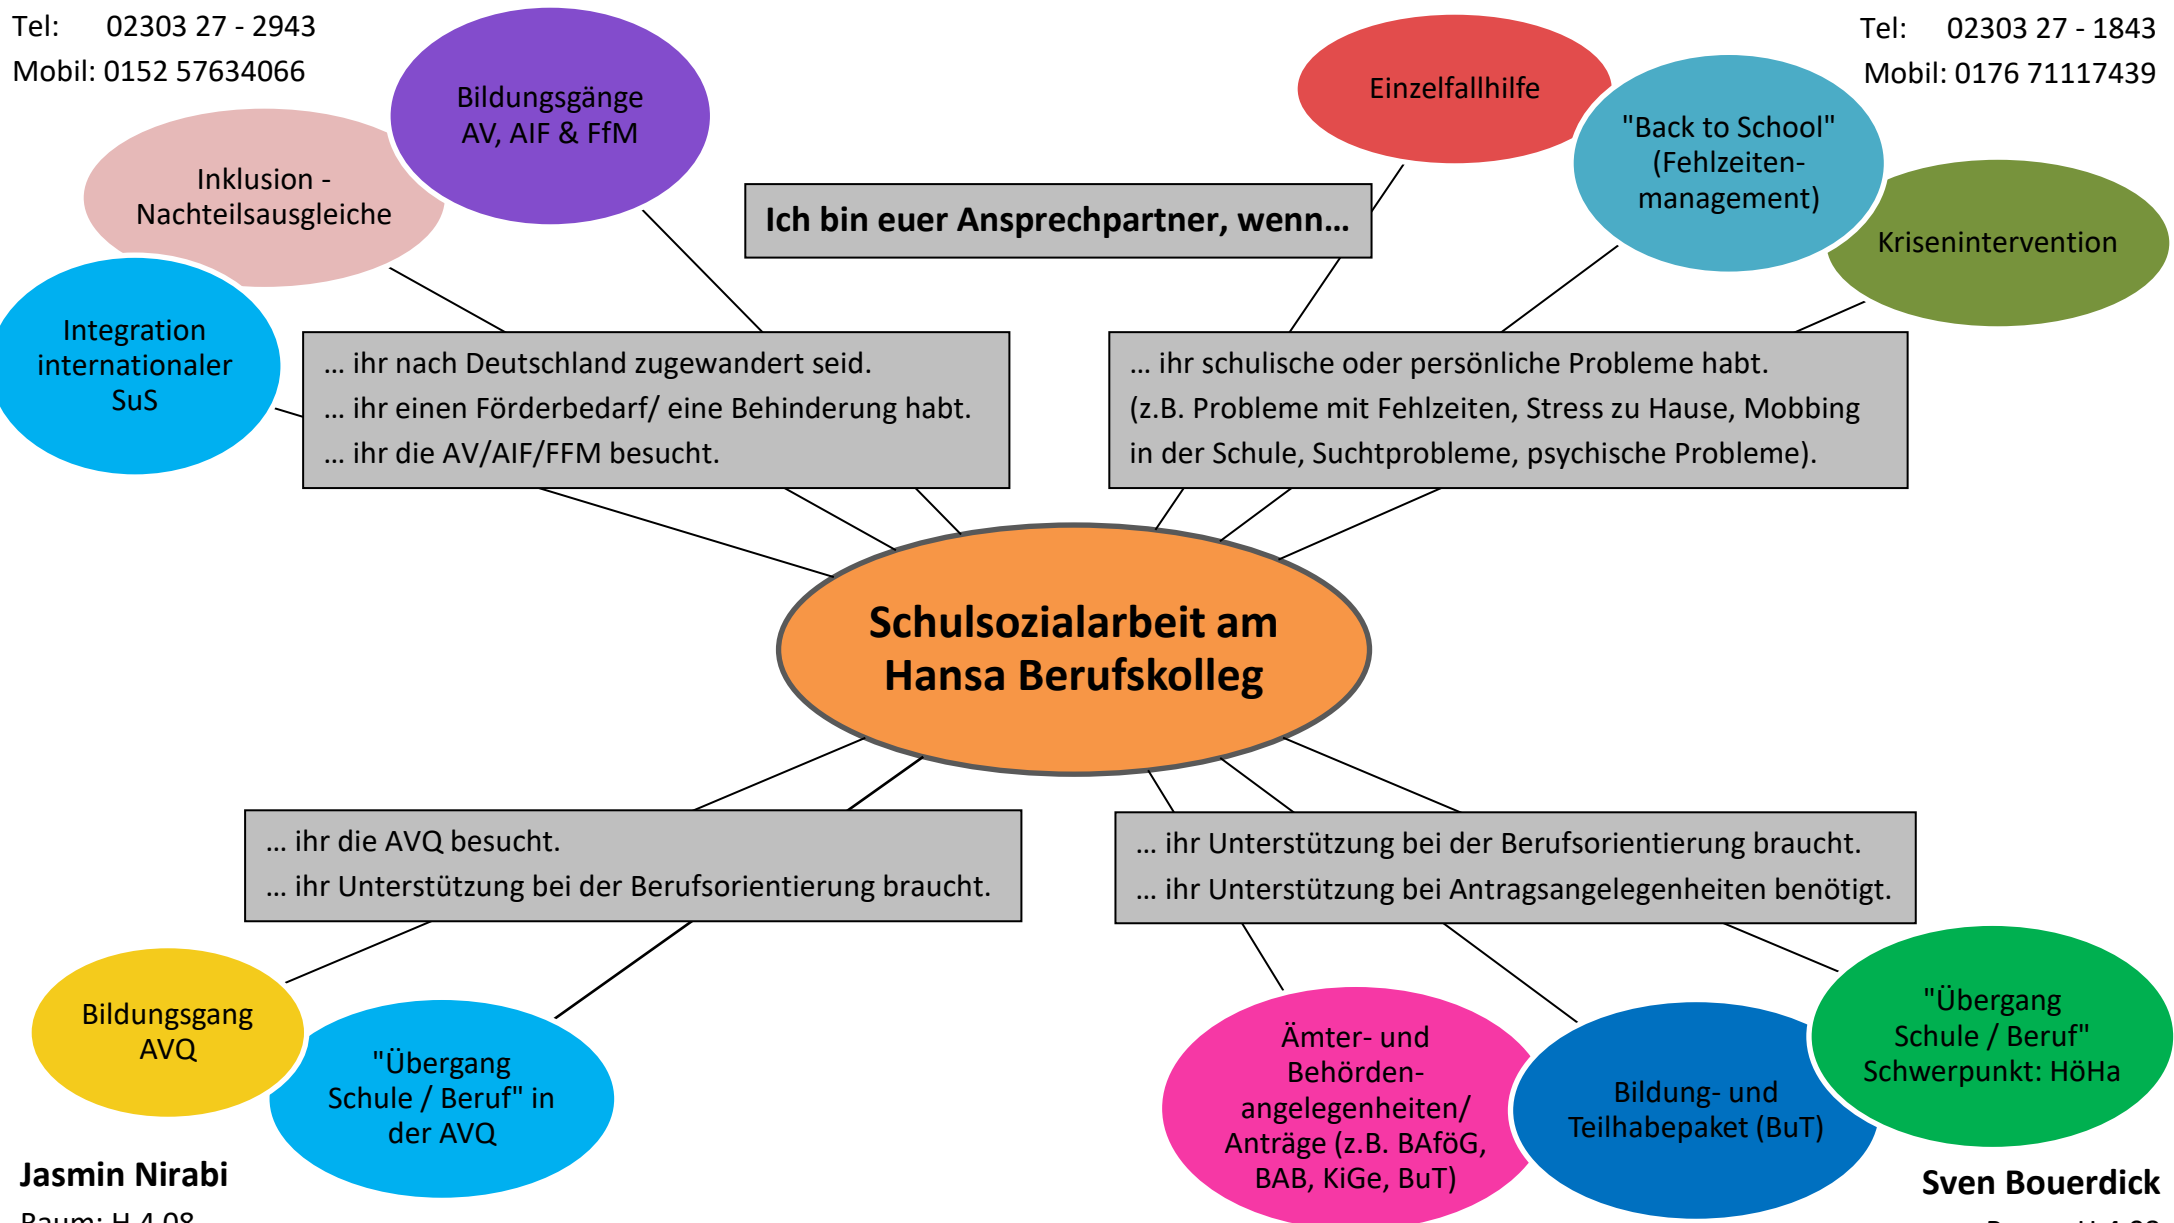 Tel: 02303 27 - 2943
Mobil: 0152 57634066
Tel: 02303 27 - 1843
Mobil: 0176 71117439
Bildungsgänge
AV, AIF & FfM
Inklusion -
Nachteilsausgleiche
Integration
internationaler
SuS
Einzelfallhilfe
"Back to School"
(Fehlzeiten-
management)
Krisenintervention
Ich bin euer Ansprechpartner, wenn...
... ihr nach Deutschland zugewandert seid.
... ihr einen Förderbedarf/ eine Behinderung habt.
... ihr die AV/AIF/FFM besucht.
... ihr schulische oder persönliche Probleme habt.
(z.B. Probleme mit Fehlzeiten, Stress zu Hause, Mobbing
in der Schule, Suchtprobleme, psychische Probleme).
Schulsozialarbeit am
Hansa Berufskolleg
... ihr die AVQ besucht.
... ihr Unterstützung bei der Berufsorientierung braucht.
... ihr Unterstützung bei der Berufsorientierung braucht.
... ihr Unterstützung bei Antragsangelegenheiten benötigt.
Bildungsgang
AVQ
"Übergang
Schule / Beruf" in
der AVQ
Ämter- und
Behörden-
angelegenheiten/
Anträge (z.B. BAföG,
BAB, KiGe, BuT)
Bildung- und
Teilhabepaket (BuT)
"Übergang
Schule / Beruf"
Schwerpunkt: HöHa
Jasmin Nirabi
Raum: H 4.08
Sven Bouerdick